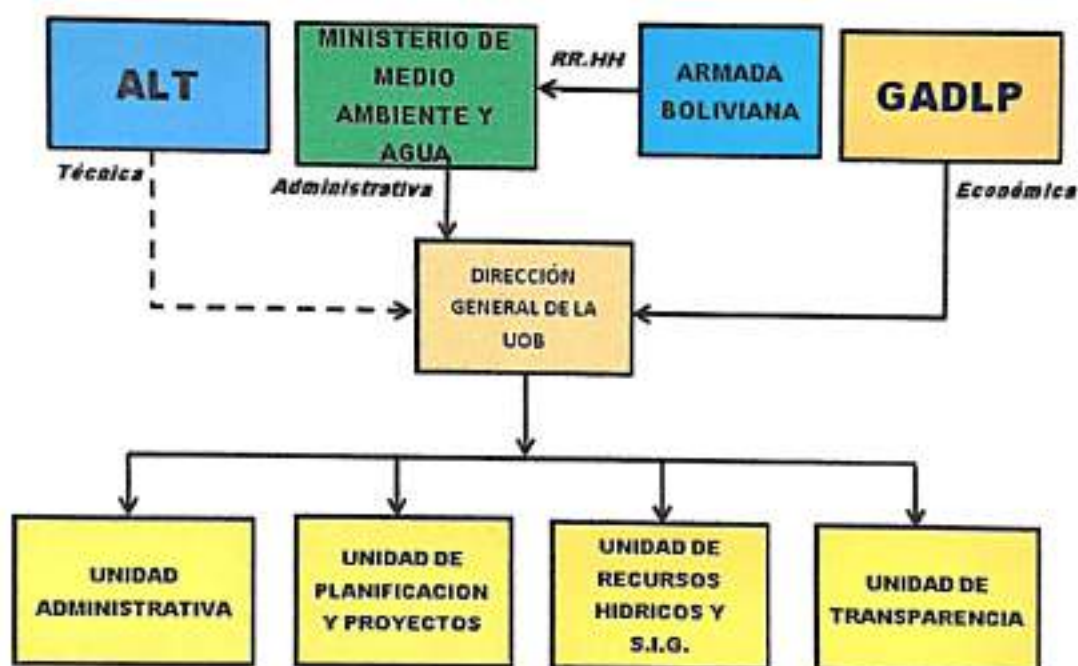 ALT
MINISTERIO DE
MEDIO
AMBIENTE Y
AGUA
RR.HH
ARMADA
BOLIVIANA
GADLP
Técnica
Administrativa
Económica
DIRECCIÓN
GENERAL DE LA
UOB
UNIDAD
ADMINISTRATIVA
UNIDAD DE
PLANIFICACION
Y PROYECTOS
UNIDAD DE
RECURSOS
HIDRICOS Y
S.I.G.
UNIDAD DE
TRANSPARENCIA